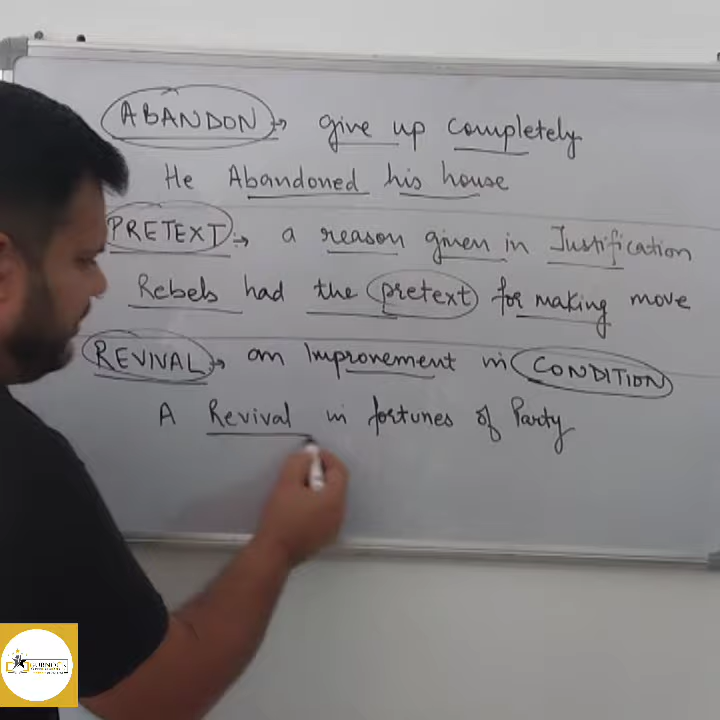 ABANDON → give up completely
He Abandoned his house
PRETEXT → a reason given in Justification
Rebels had the pretext for making move
REVIVAL → an Improvement in CONDITION
A Revival in fortunes of Party